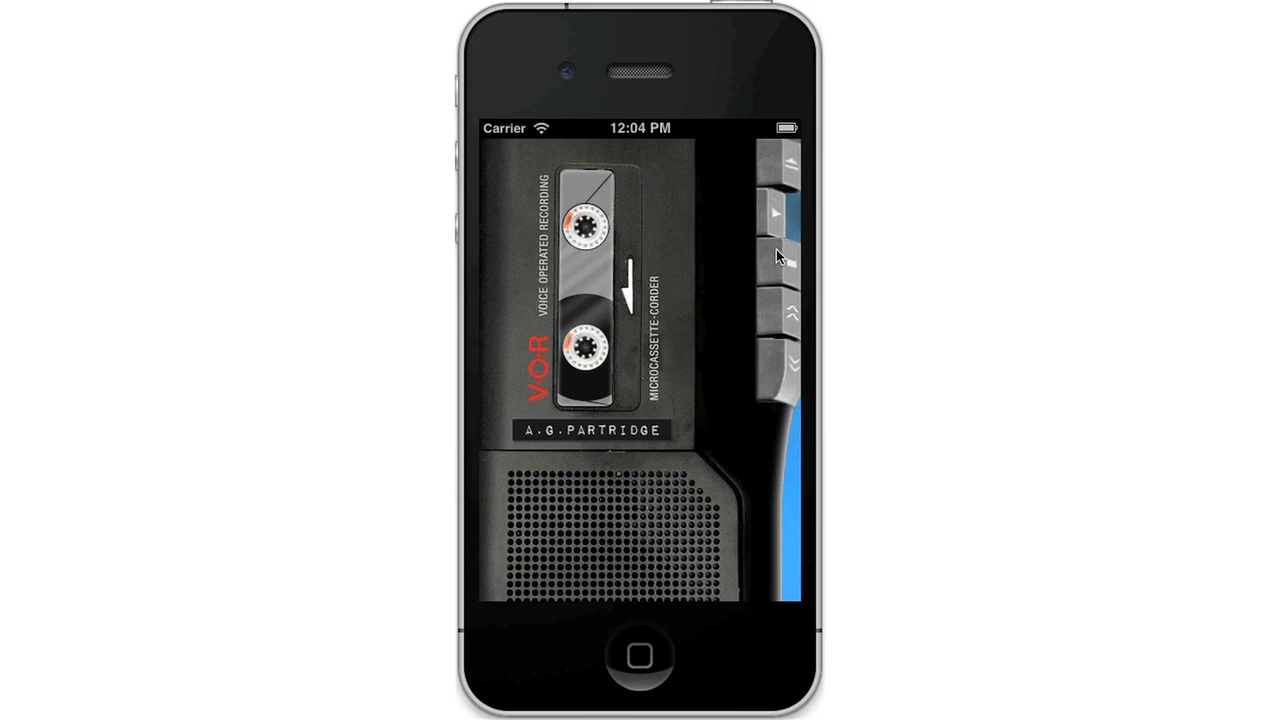 Carrier 12:04 PM
VOICE OPERATED RECORDING
V·O·R
MICROCASSETTE-CORDER
A.G.PARTRIDGE